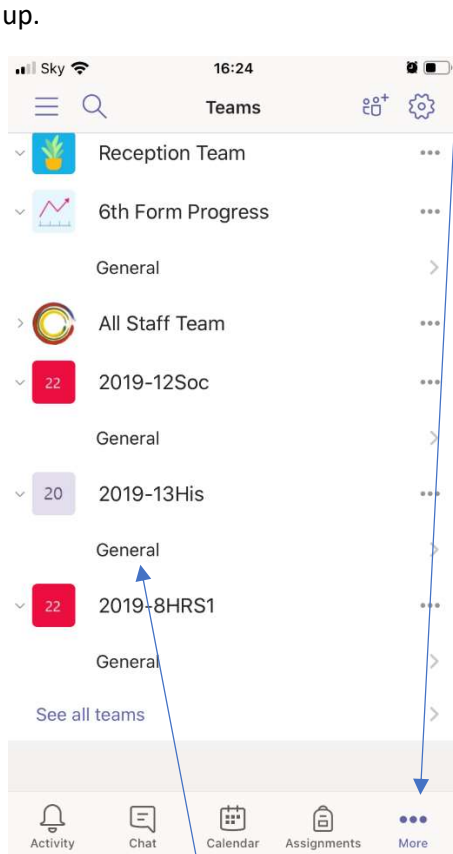 up.
Sky 16:24
Teams
Reception Team
6th Form Progress
General
All Staff Team
22 2019-12Soc
General
20 2019-13His
General
22 2019-8HRS1
General
See all teams
Activity Chat Calendar Assignments More